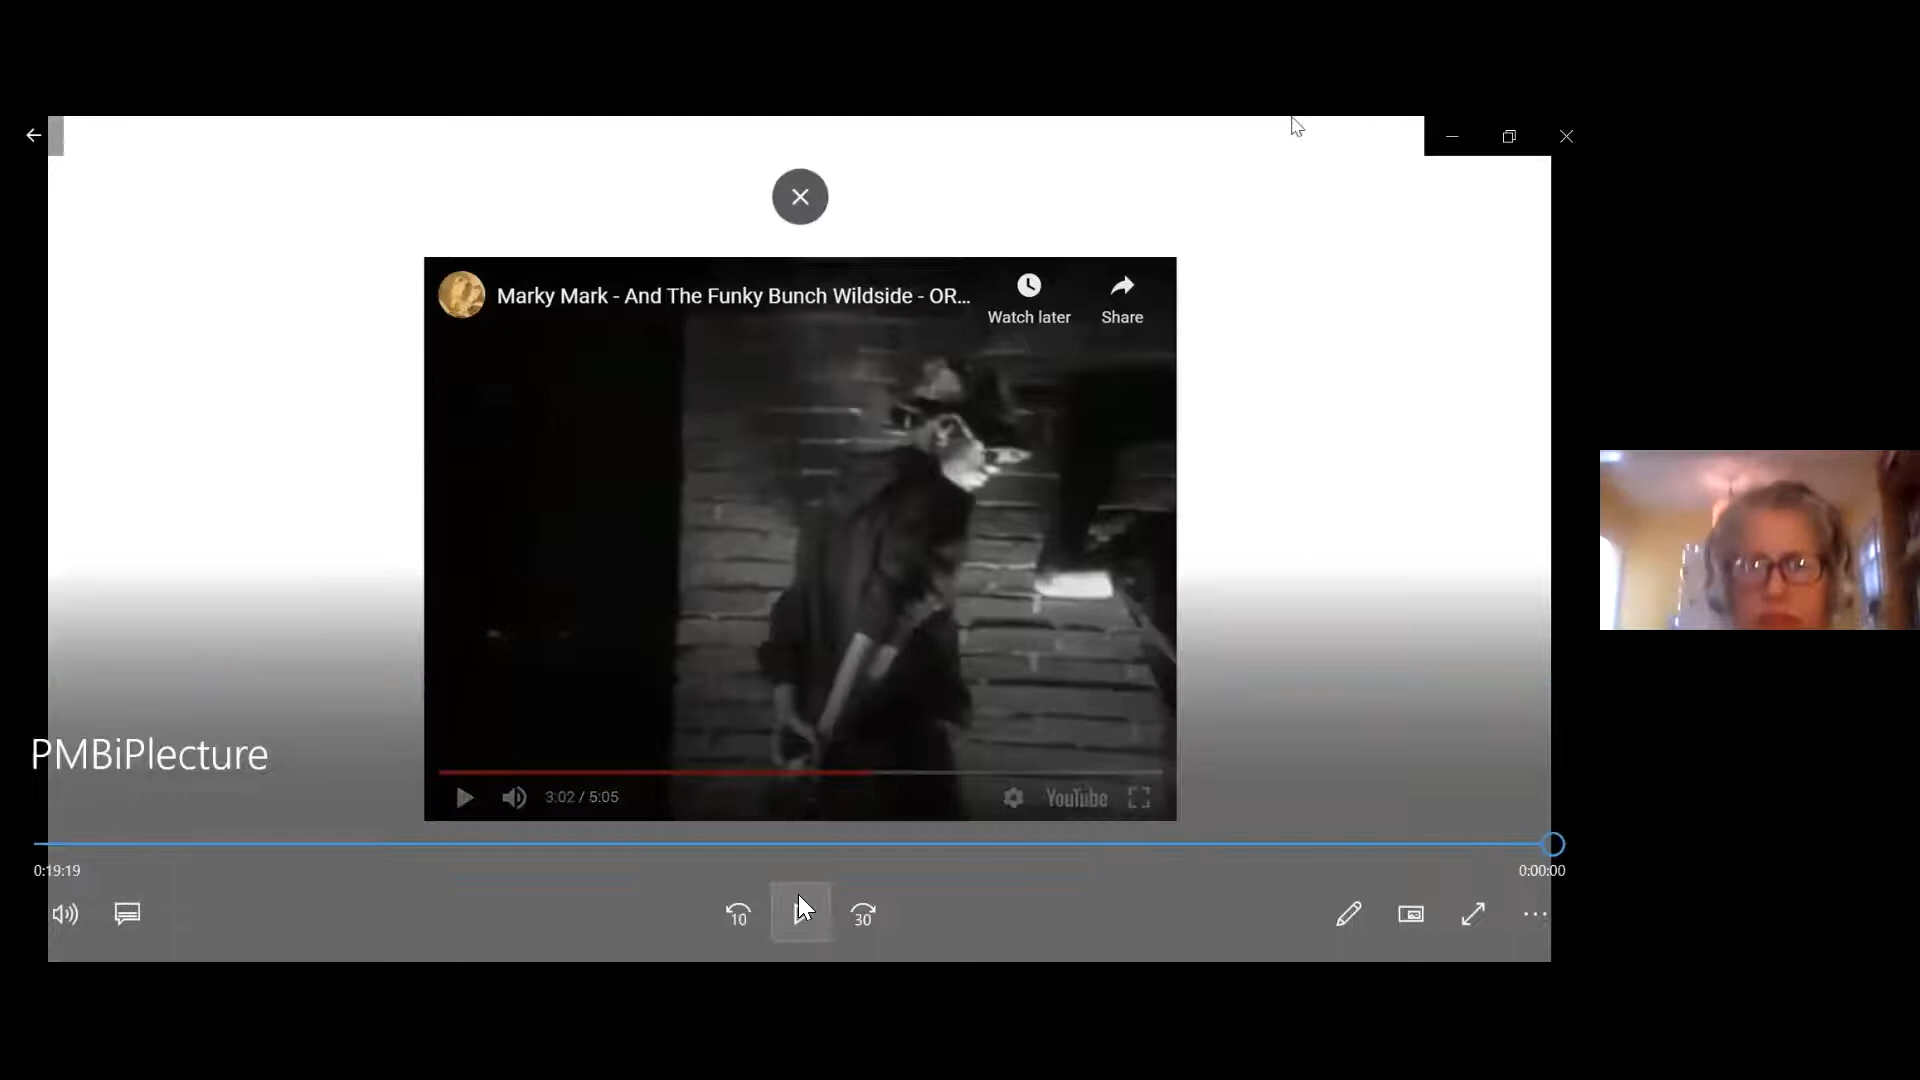 Marky Mark - And The Funky Bunch Wildside - OR...
Watch later
Share
3:02 / 5:05
YouTube
PMBiPlecture
0:19:19
0:00:00
10
30